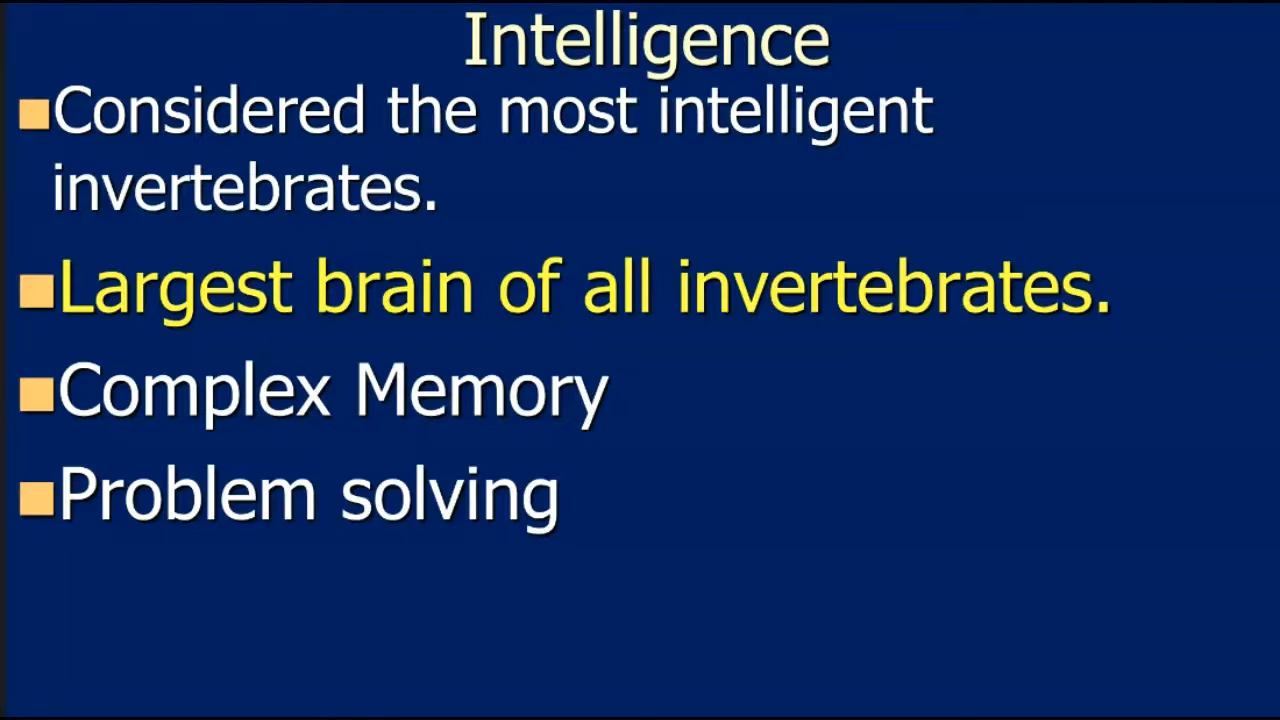 Intelligence
Considered the most intelligent
invertebrates.
Largest brain of all invertebrates.
Complex Memory
Problem solving